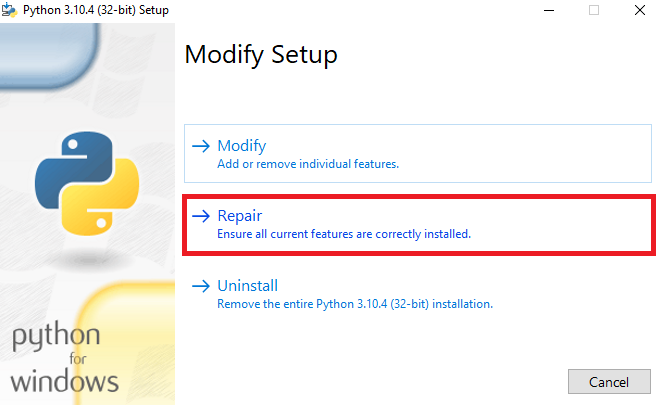 Python 3.10.4 (32-bit) Setup
Modify Setup
Modify
Add or remove individual features.
Repair
Ensure all current features are correctly installed.
Uninstall
Remove the entire Python 3.10.4 (32-bit) installation.
python
for
windows
Cancel